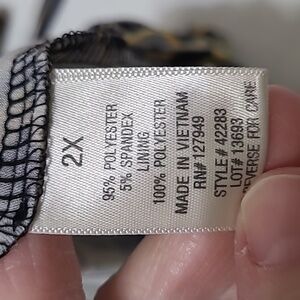 2X
96% POLYESTER
5% SPANDEX
LINING
100% POLYESTER
MADE IN VIETNAM
RN# 127949
STYLE # 42283
LOT# 13693
REVERSE FOR CARE